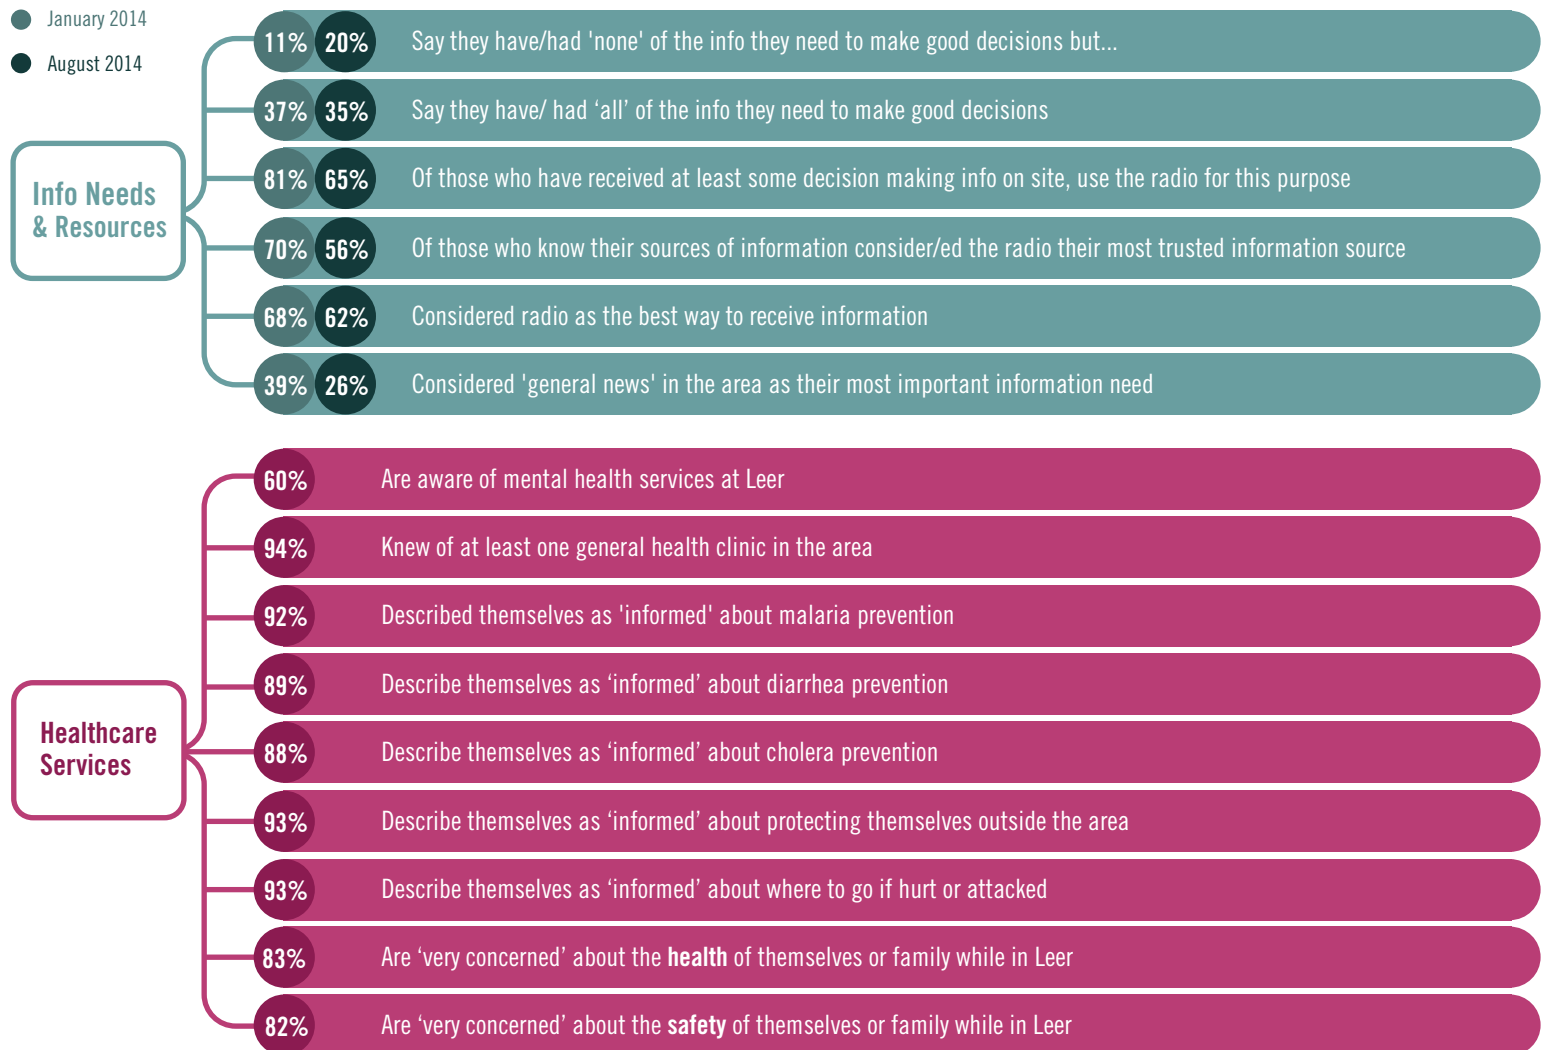 January 2014
August 2014
Info Needs
& Resources
11% 20% Say they have/had 'none' of the info they need to make good decisions but...
37% 35% Say they have/ had ‘all’ of the info they need to make good decisions
81% 65% Of those who have received at least some decision making info on site, use the radio for this purpose
70% 56% Of those who know their sources of information consider/ed the radio their most trusted information source
68% 62% Considered radio as the best way to receive information
39% 26% Considered 'general news' in the area as their most important information need
Healthcare
Services
60% Are aware of mental health services at Leer
94% Knew of at least one general health clinic in the area
92% Described themselves as 'informed' about malaria prevention
89% Describe themselves as ‘informed’ about diarrhea prevention
88% Describe themselves as ‘informed’ about cholera prevention
93% Describe themselves as ‘informed’ about protecting themselves outside the area
93% Describe themselves as ‘informed’ about where to go if hurt or attacked
83% Are ‘very concerned’ about the health of themselves or family while in Leer
82% Are ‘very concerned’ about the safety of themselves or family while in Leer